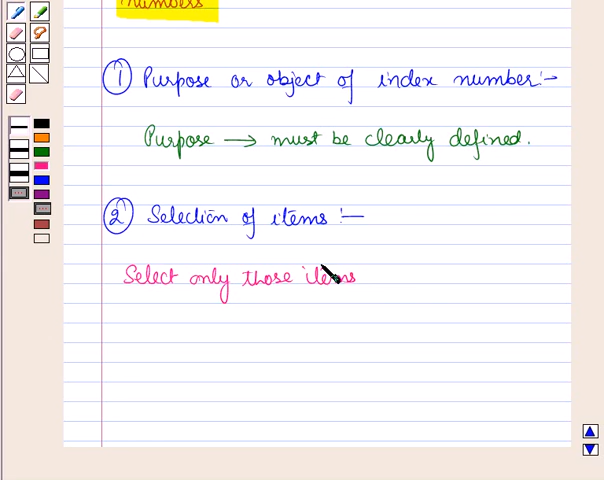 numbers
① Purpose or object of index number :-
Purpose → must be clearly defined.
② Selection of items :-
Select only those items